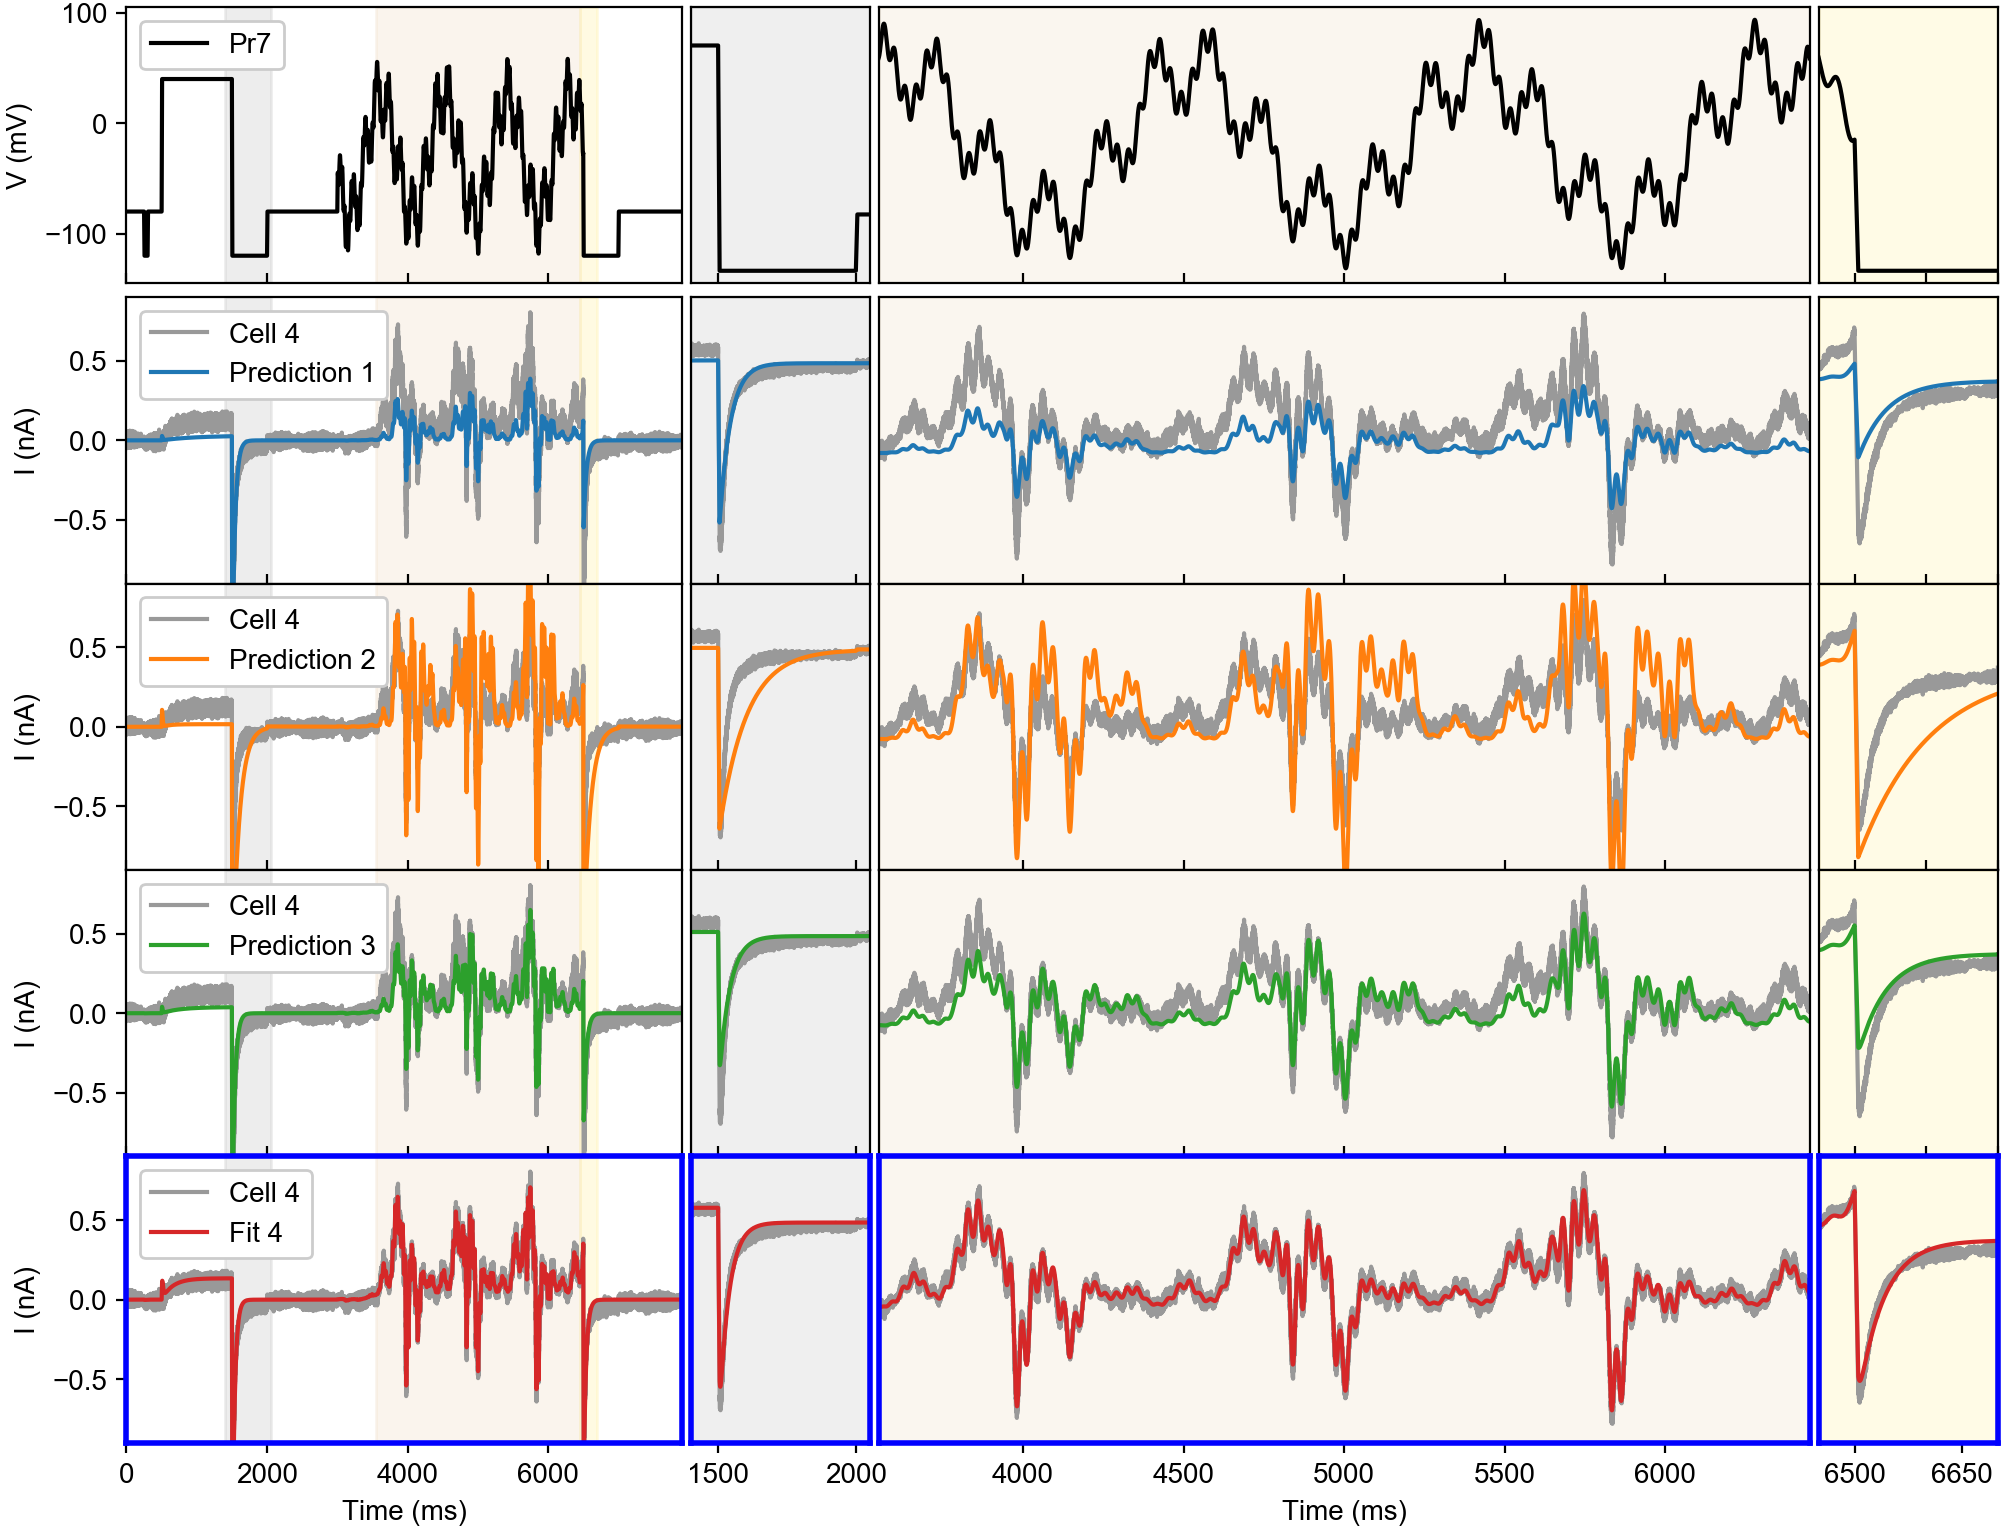 V (mV)
100
0
−100
Pr7
I (nA)
0.5
0.0
−0.5
Cell 4
Prediction 1
I (nA)
0.5
0.0
−0.5
Cell 4
Prediction 2
I (nA)
0.5
0.0
−0.5
Cell 4
Prediction 3
I (nA)
0.5
0.0
−0.5
Cell 4
Fit 4
0 2000 4000 6000 1500 2000 4000 4500 5000 5500 6000 6500 6650
Time (ms) Time (ms)